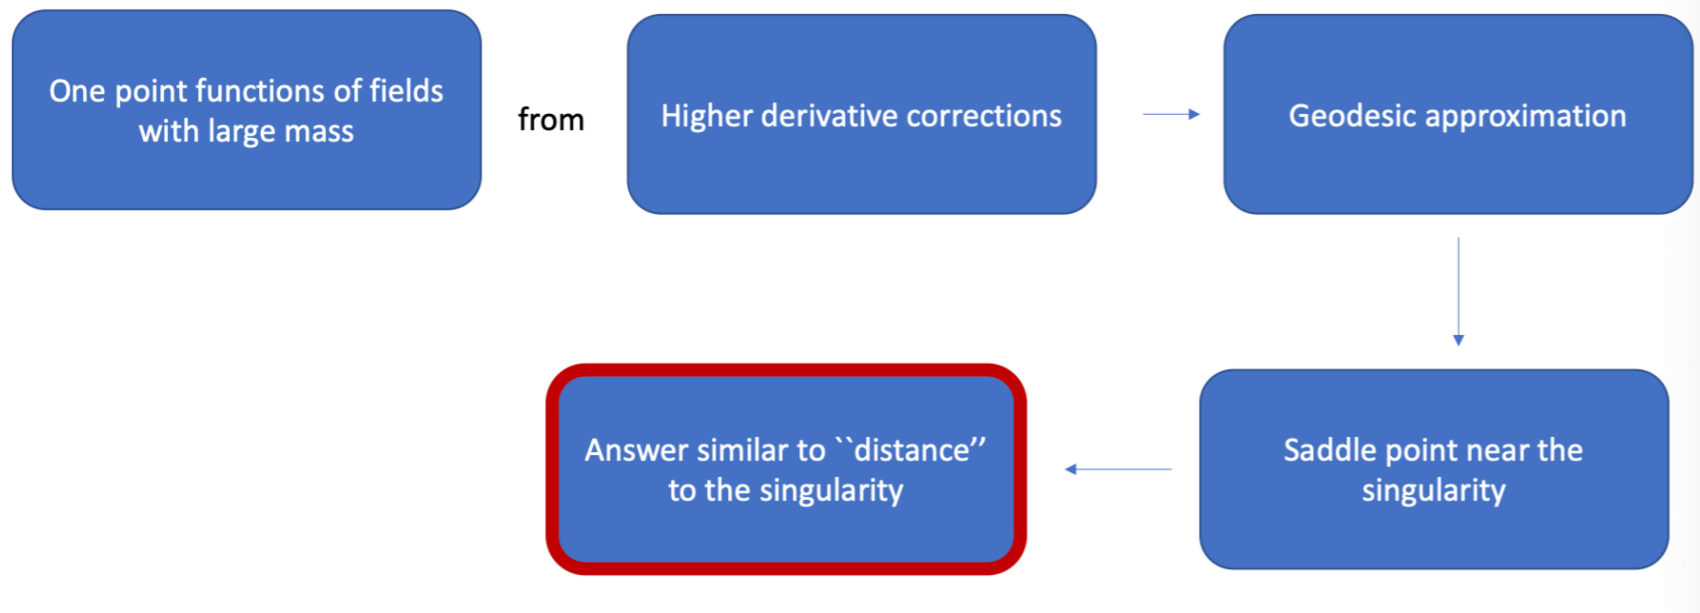 One point functions of fields
with large mass
from
Higher derivative corrections
Geodesic approximation
Saddle point near the
singularity
Answer similar to ``distance’’
to the singularity